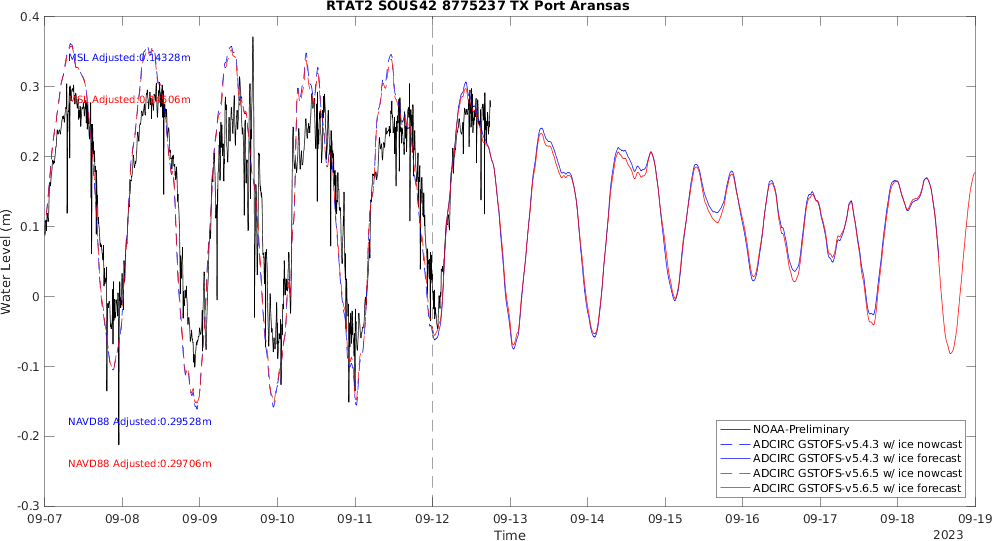 RTAT2 SOUS42 8775237 TX Port Aransas
0.4
MSL Adjusted:0.14328m
0.3
0.2
0.1
0
-0.1
-0.2
-0.3
Water Level (m)
NAVD88 Adjusted:0.29528m
NAVD88 Adjusted:0.29706m
NOAA-Preliminary
ADCIRC GSTOFS-v5.4.3 w/ ice nowcast
ADCIRC GSTOFS-v5.4.3 w/ ice forecast
ADCIRC GSTOFS-v5.6.5 w/ ice nowcast
ADCIRC GSTOFS-v5.6.5 w/ ice forecast
09-07 09-08 09-09 09-10 09-11 09-12 09-13 09-14 09-15 09-16 09-17 09-18 09-19
Time
2023